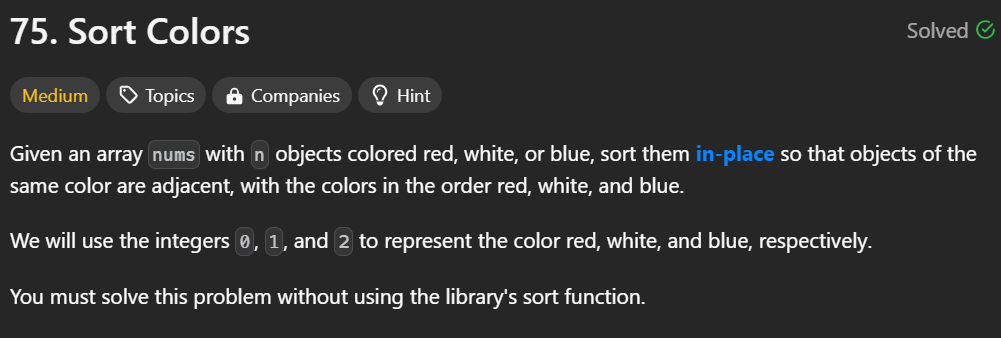 75. Sort Colors
Solved
Medium
Topics
Companies
Hint
Given an array nums with n objects colored red, white, or blue, sort them in-place so that objects of the
same color are adjacent, with the colors in the order red, white, and blue.
We will use the integers 0, 1, and 2 to represent the color red, white, and blue, respectively.
You must solve this problem without using the library's sort function.